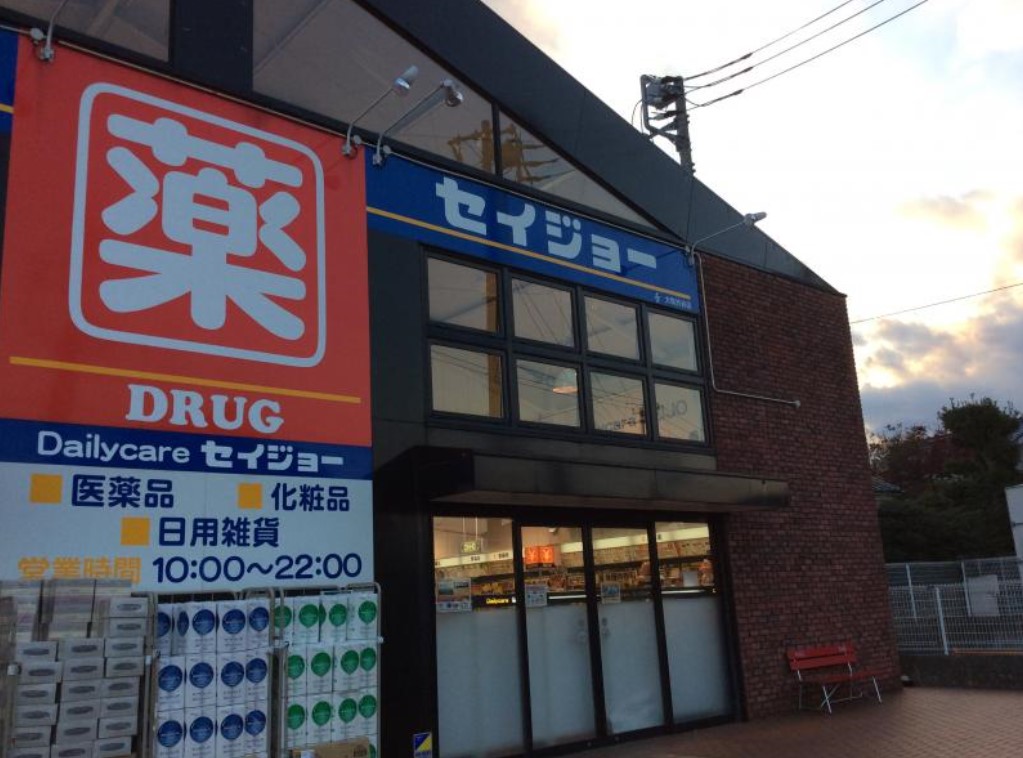 薬
DRUG
Dailycare セイジョー
医薬品
化粧品
日用雑貨
営業時間 10:00〜22:00
セイジョー
Dailycare